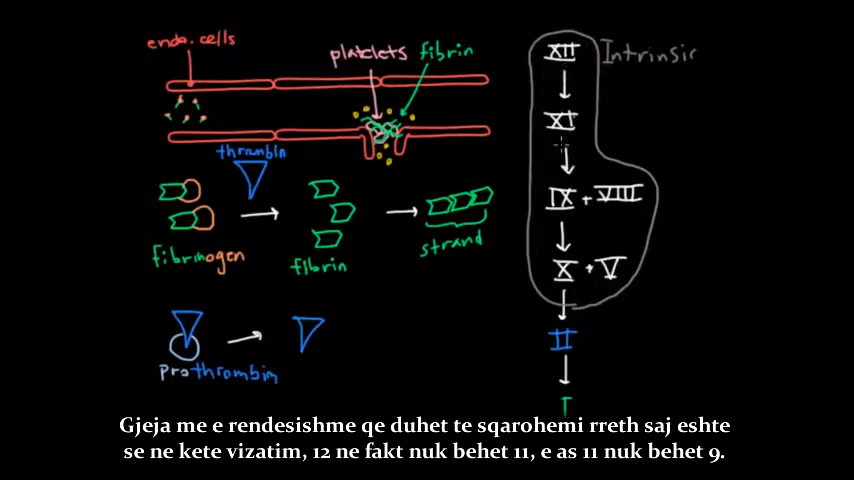 endo. cells
platelets
fibrin
XII
Intrinsic
XI
thrombin
IX + VIII
fibrinogen
fibrin
strand
X + V
II
prothrombin
I
Gjeja me e rendesishme qe duhet te sqarohemi rreth saj eshte
se ne kete vizatim, 12 ne fakt nuk behet 11, e as 11 nuk behet 9.